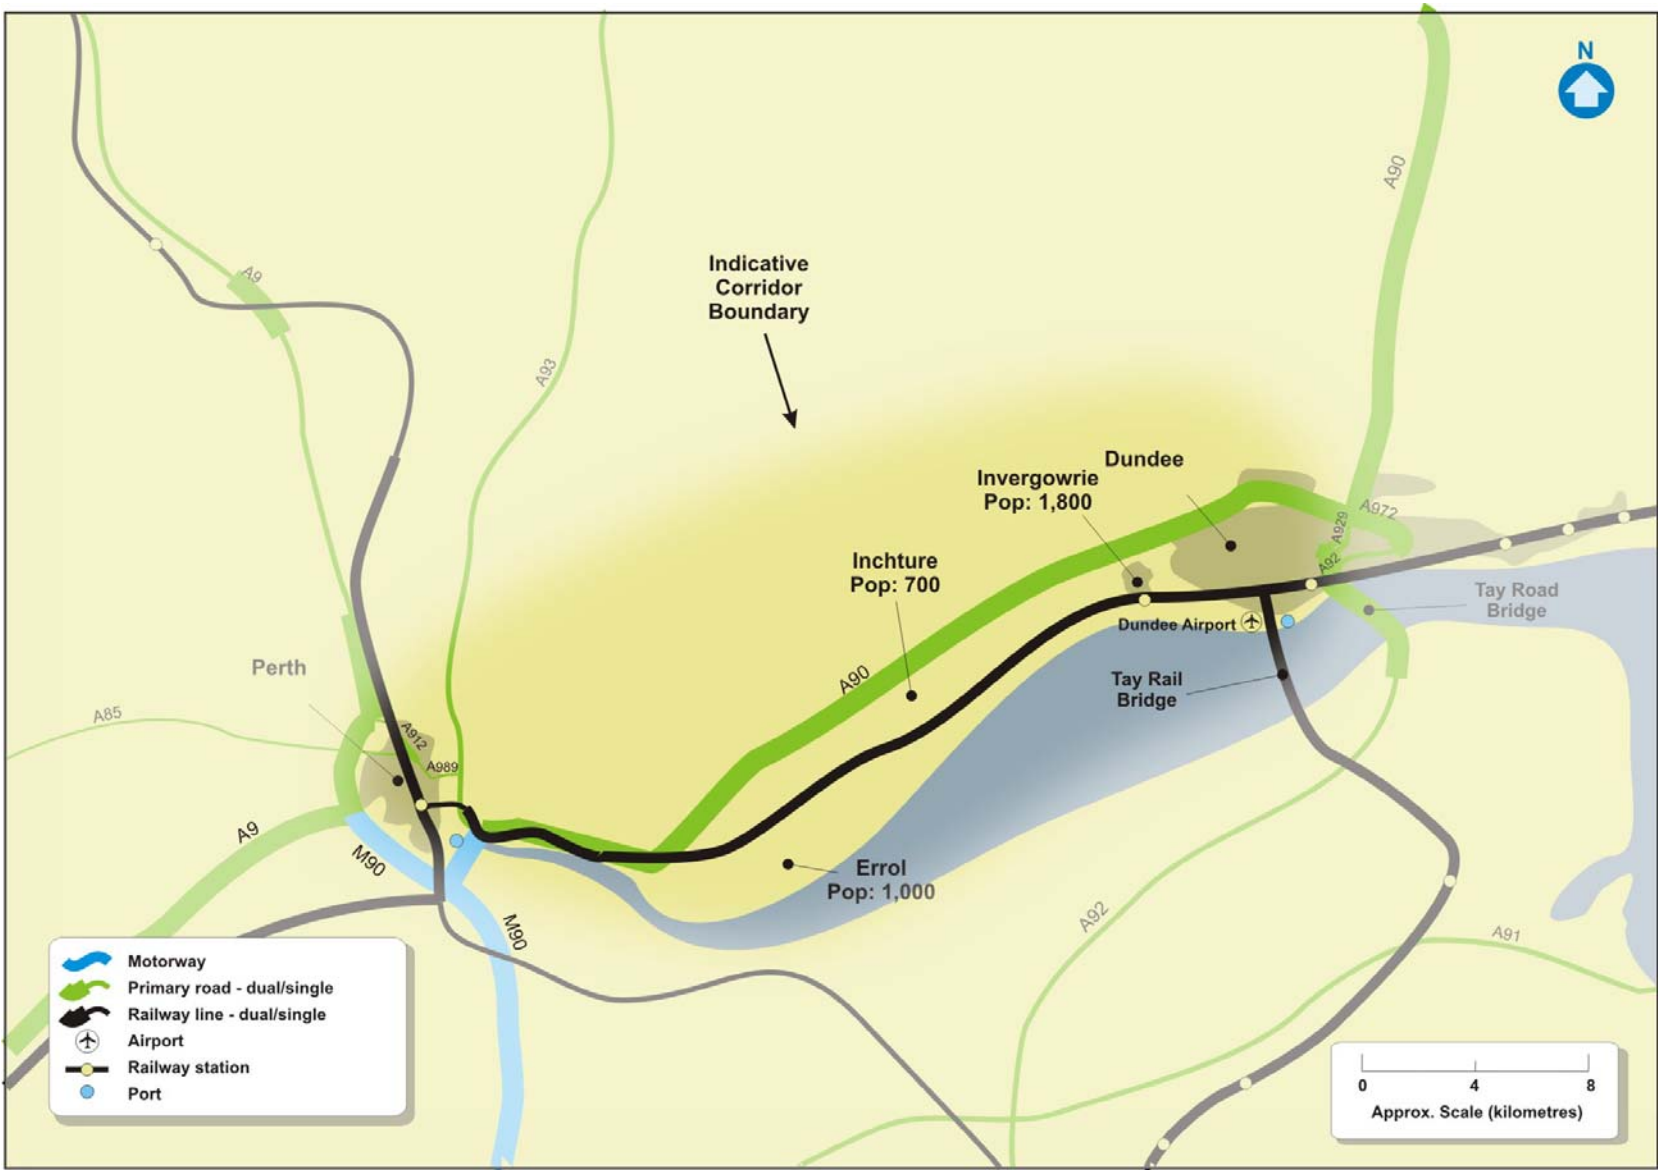 N
A90
Indicative
Corridor
Boundary
A9
A93
Dundee
Invergowrie
Pop: 1,800
A972
A929
Inchture
Pop: 700
A92
Tay Road
Bridge
Dundee Airport
Perth
A90
Tay Rail
Bridge
A85
A912
A989
A9
M90
Errol
Pop: 1,000
M90
A92
A91
Motorway
Primary road - dual/single
Railway line - dual/single
Airport
Railway station
Port
0 4 8
Approx. Scale (kilometres)